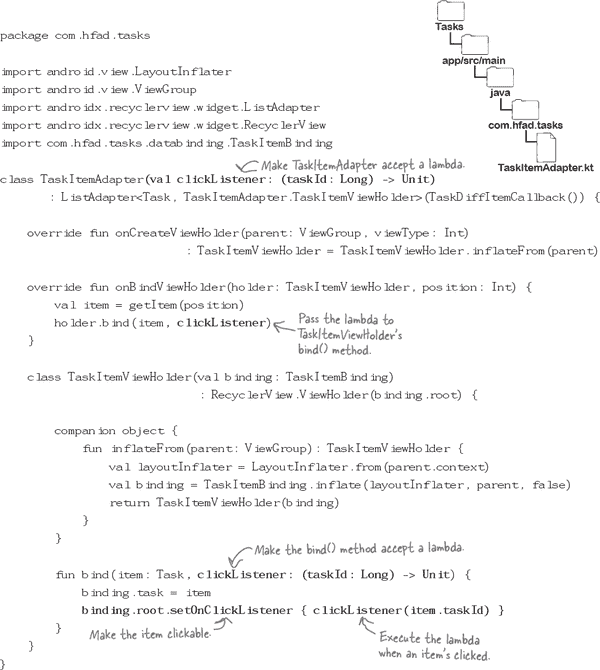 package com.hfad.tasks
Tasks
app/src/main
java
com.hfad.tasks
TaskItemAdapter.kt
import android.view.LayoutInflater
import android.view.ViewGroup
import androidx.recyclerview.widget.ListAdapter
import androidx.recyclerview.widget.RecyclerView
import com.hfad.tasks.databinding.TaskItemBinding
Make TaskItemAdapter accept a lambda.
class TaskItemAdapter(val clickListener: (taskId: Long) -> Unit)
: ListAdapter<Task, TaskItemAdapter.TaskItemViewHolder>(TaskDiffItemCallback()) {
override fun onCreateViewHolder(parent: ViewGroup, viewType: Int)
: TaskItemViewHolder = TaskItemViewHolder.inflateFrom(parent)
override fun onBindViewHolder(holder: TaskItemViewHolder, position: Int) {
val item = getItem(position)
holder.bind(item, clickListener)
Pass the lambda to
TaskItemViewHolder's
bind() method.
}
class TaskItemViewHolder(val binding: TaskItemBinding)
: RecyclerView.ViewHolder(binding.root) {
companion object {
fun inflateFrom(parent: ViewGroup): TaskItemViewHolder {
val layoutInflater = LayoutInflater.from(parent.context)
val binding = TaskItemBinding.inflate(layoutInflater, parent, false)
return TaskItemViewHolder(binding)
}
}
Make the bind() method accept a lambda.
fun bind(item: Task, clickListener: (taskId: Long) -> Unit) {
binding.task = item
binding.root.setOnClickListener { clickListener(item.taskId) }
}
Make the item clickable.
Execute the lambda
when an item's clicked.
}
}